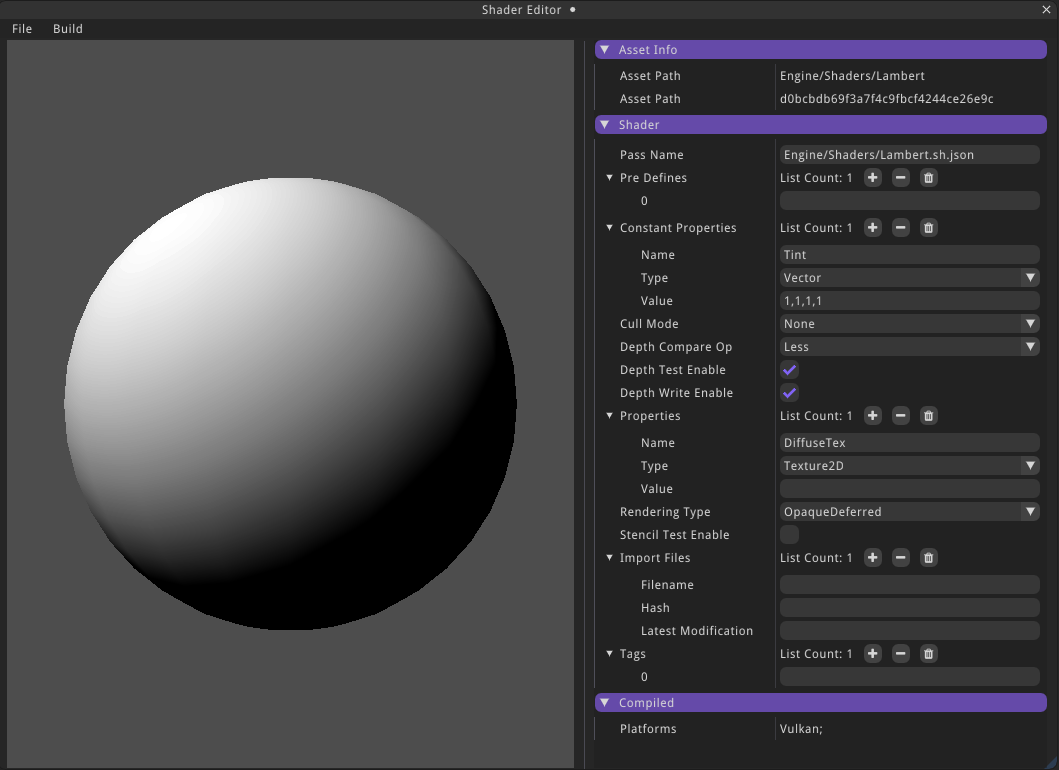 Shader Editor
File Build
Asset Info
Asset Path Engine/Shaders/Lambert
Asset Path d0bcbdb69f3a7f4c9fbcf4244ce26e9c
Shader
Pass Name Engine/Shaders/Lambert.sh.json
Pre Defines List Count: 1
0
Constant Properties List Count: 1
Name Tint
Type Vector
Value 1,1,1,1
Cull Mode None
Depth Compare Op Less
Depth Test Enable
Depth Write Enable
Properties List Count: 1
Name DiffuseTex
Type Texture2D
Value
Rendering Type OpaqueDeferred
Stencil Test Enable
Import Files List Count: 1
Filename
Hash
Latest Modification
Tags List Count: 1
0
Compiled
Platforms Vulkan;